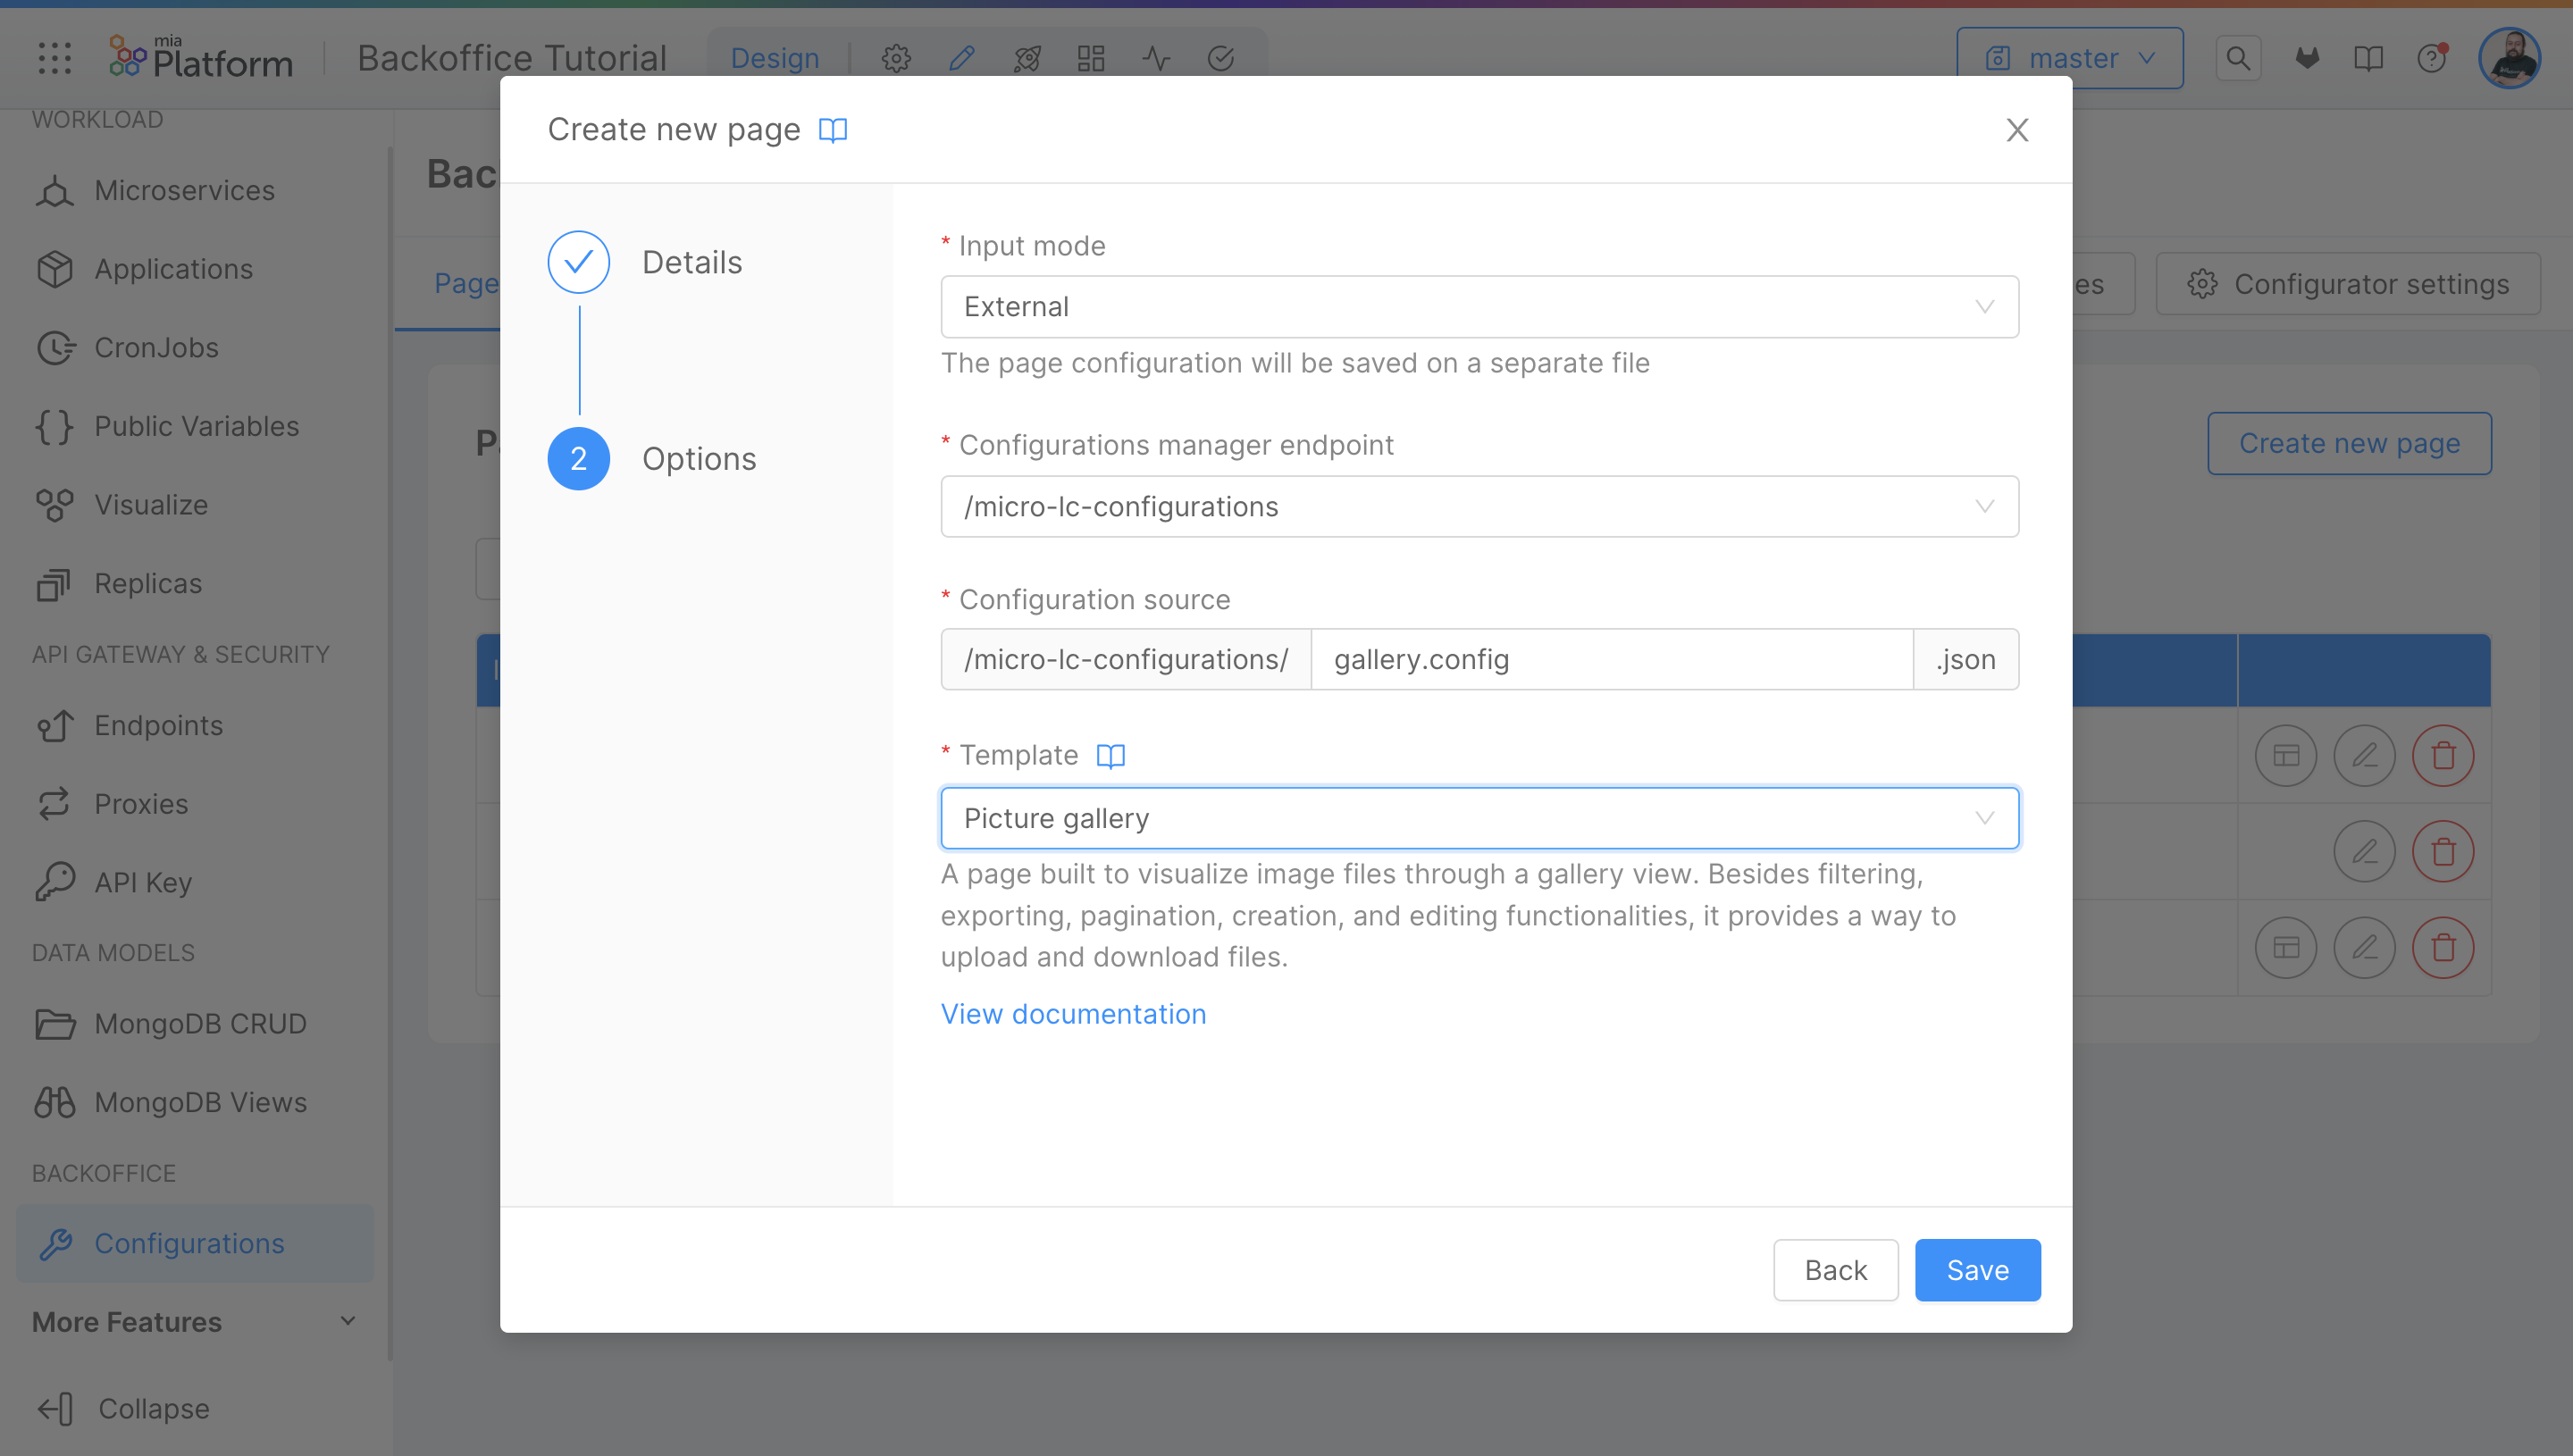 mia
Platform
Backoffice Tutorial
Design
master
WORKLOAD
Microservices
Applications
CronJobs
Public Variables
Visualize
Replicas
API GATEWAY & SECURITY
Endpoints
Proxies
API Key
DATA MODELS
MongoDB CRUD
MongoDB Views
BACKOFFICE
Configurations
More Features
Collapse
Configurator settings
Create new page
Create new page
Details
2
Options
* Input mode
External
The page configuration will be saved on a separate file
* Configurations manager endpoint
/micro-lc-configurations
* Configuration source
/micro-lc-configurations/ gallery.config .json
* Template
Picture gallery
A page built to visualize image files through a gallery view. Besides filtering,
exporting, pagination, creation, and editing functionalities, it provides a way to
upload and download files.
View documentation
Back
Save